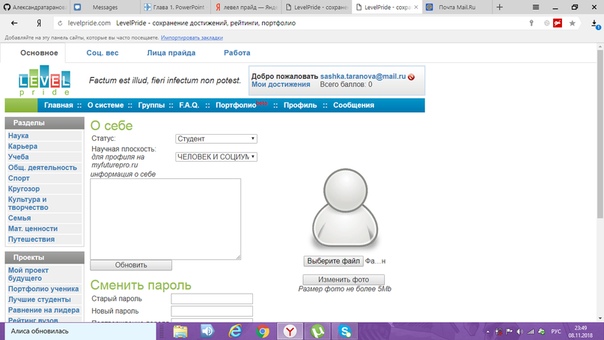 Александратаранов
Messages
Глава 1. PowerPoint
левел прайд — Янд
LevelPride - сохране
LevelPride - сохран
Почта Mail.Ru
levelpride.com LevelPride - сохранение достижений, рейтинги, портфолио
Добавляйте на эту панель сайты, которые вы часто посещаете. Импортировать закладки
Основное Соц. вес Лица прайда Работа
LEVEL
pride
Factum est illud, fieri infectum non potest.
Добро пожаловать sashka.taranova@mail.ru
Мои достижения Всего баллов: 0
Главная :: О системе :: Группы :: F.A.Q. :: Портфолио :: Профиль :: Сообщения
Разделы
Наука
Карьера
Учеба
Общ. деятельность
Спорт
Кругозор
Культура и
творчество
Семья
Мат. ценности
Путешествия
Проекты
Мой проект
будущего
Портфолио ученика
Лучшие студенты
Равнение на лидера
Рейтинг вузов
О себе
Статус: Студент
Научная плоскость:
для профиля на
myfuturepro.ru
ЧЕЛОВЕК И СОЦИУМ
информация о себе
Обновить
Выберите файл Фа...н
Изменить фото
Размер фото не более 5Mb
Сменить пароль
Старый пароль
Новый пароль
Алиса обновилась
РУС
23:49
08.11.2018